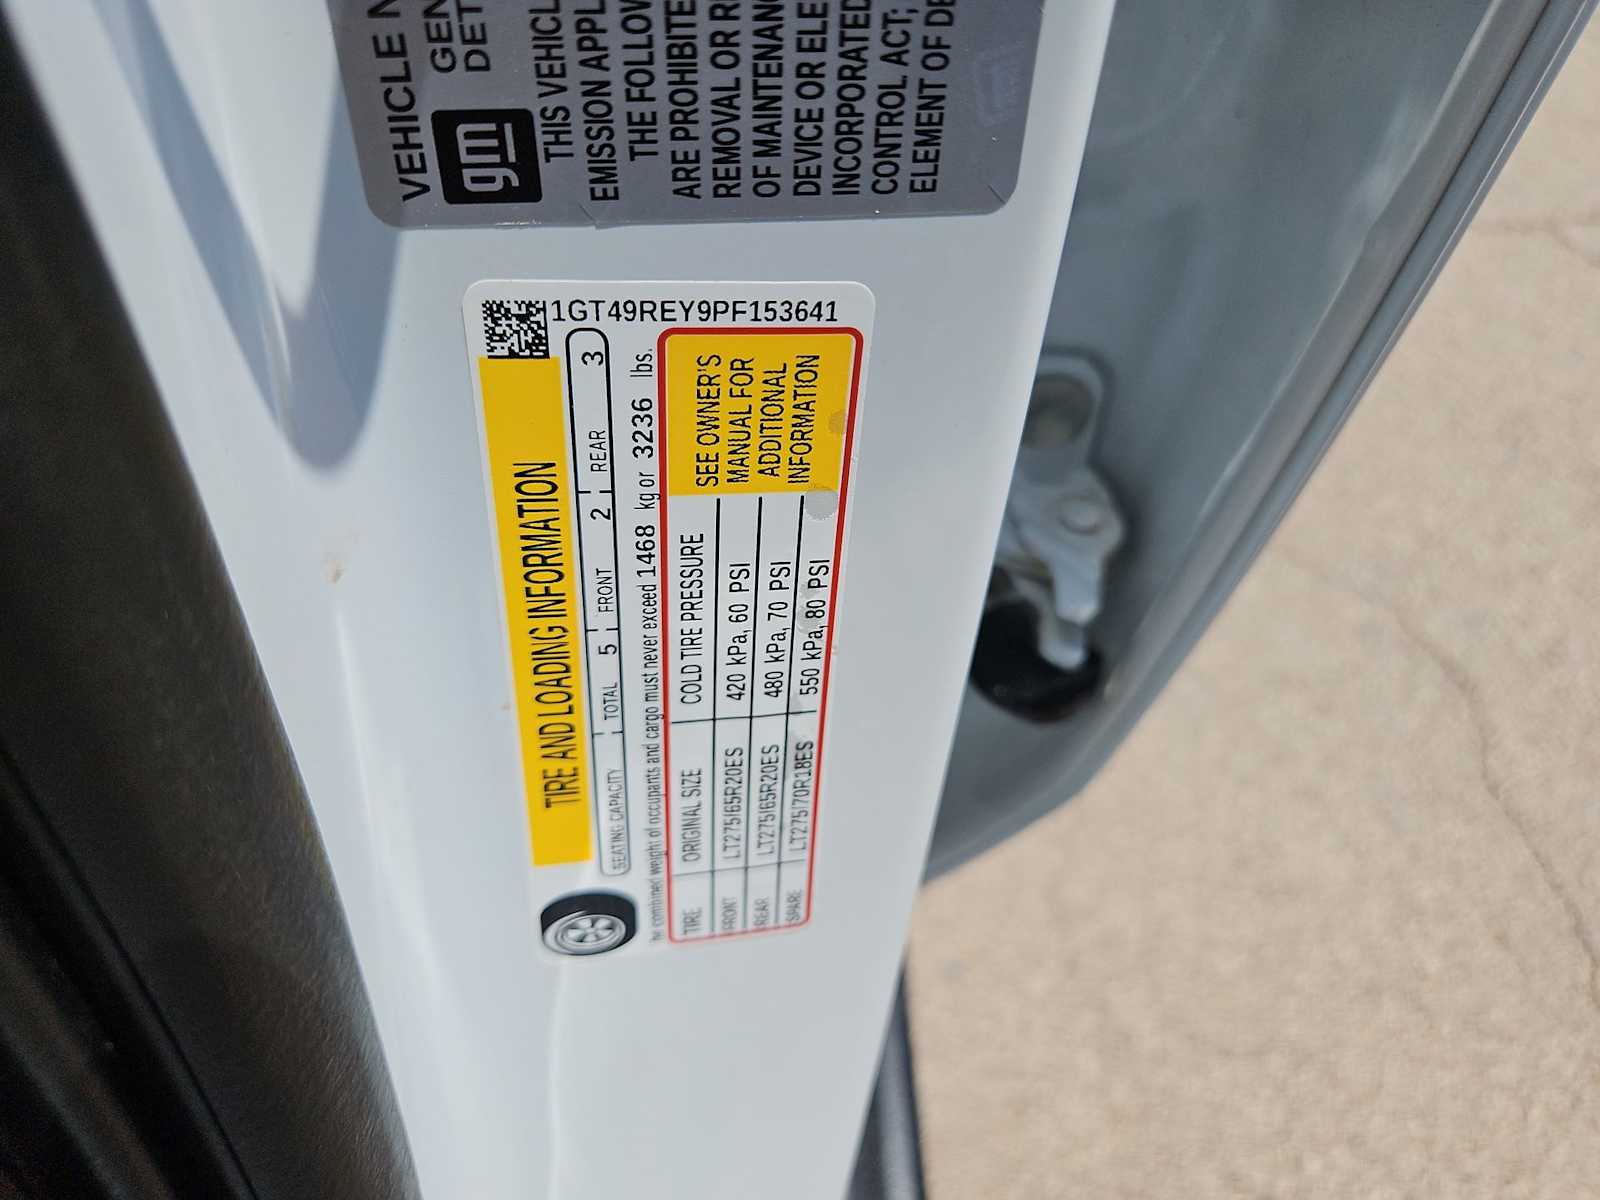 VEHICLE
GEN
DET
gm
THIS VEHICL
EMISSION APPL
THE FOLLOW
ARE PROHIBITE
REMOVAL OR R
OF MAINTENANC
DEVICE OR ELE
INCORPORATED
CONTROL ACT;
ELEMENT OF DE
1GT49REY9PF153641
TIRE AND LOADING INFORMATION
SEATING CAPACITY TOTAL 5 FRONT 2 REAR 3
he combined weight of occupants and cargo must never exceed 1468 kg or 3236 lbs.
TIRE ORIGINAL SIZE COLD TIRE PRESSURE
FRONT LT275/65R20ES 420 kPa, 60 PSI
REAR LT275/65R20ES 480 kPa, 70 PSI
SPARE LT275/70R18ES 550 kPa, 80 PSI
SEE OWNER'S
MANUAL FOR
ADDITIONAL
INFORMATION